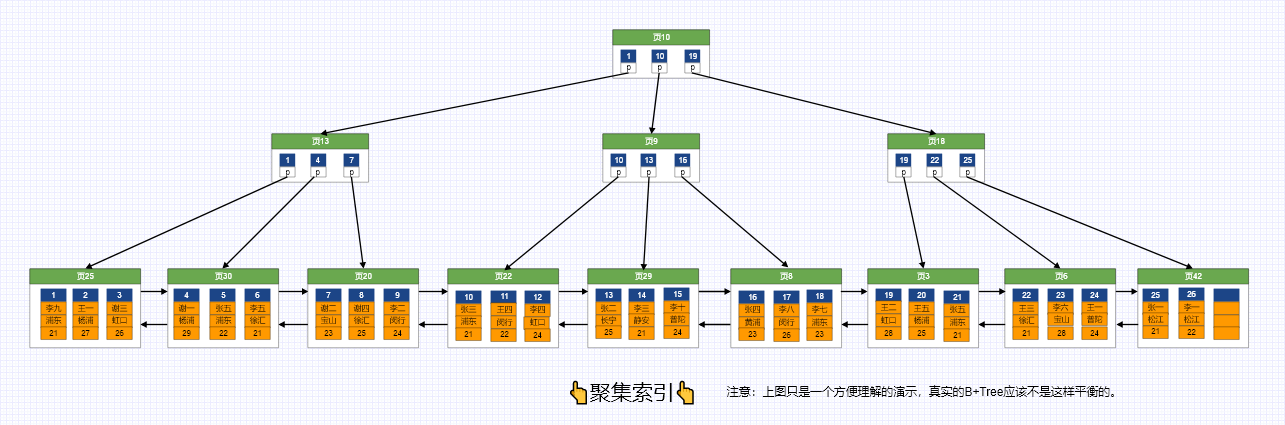 页10
1 10 19
p p p
页13 页9 页18
1 4 7 10 13 16 19 22 25
p p p p p p p p p
页25 页30 页20 页22 页29 页8 页3 页6 页42
1 2 3 4 5 6 7 8 9 10 11 12 13 14 15 16 17 18 19 20 21 22 23 24 25 26
李九 王一 谢三 谢一 张五 李五 谢二 谢四 李二 张三 王四 李四 张二 李三 李十 张四 李八 李七 王二 王五 张五 王三 李六 王一 张一 李一
浦东 杨浦 虹口 杨浦 浦东 徐汇 宝山 徐汇 闵行 浦东 闵行 虹口 长宁 静安 普陀 黄浦 闵行 浦东 虹口 杨浦 浦东 徐汇 宝山 普陀 松江 松江
21 27 26 29 22 21 23 25 24 21 22 24 25 21 24 23 26 23 28 25 21 21 28 24 21 22
👆聚集索引👆
注意：上图只是一个方便理解的演示，真实的B+Tree应该不是这样平衡的。